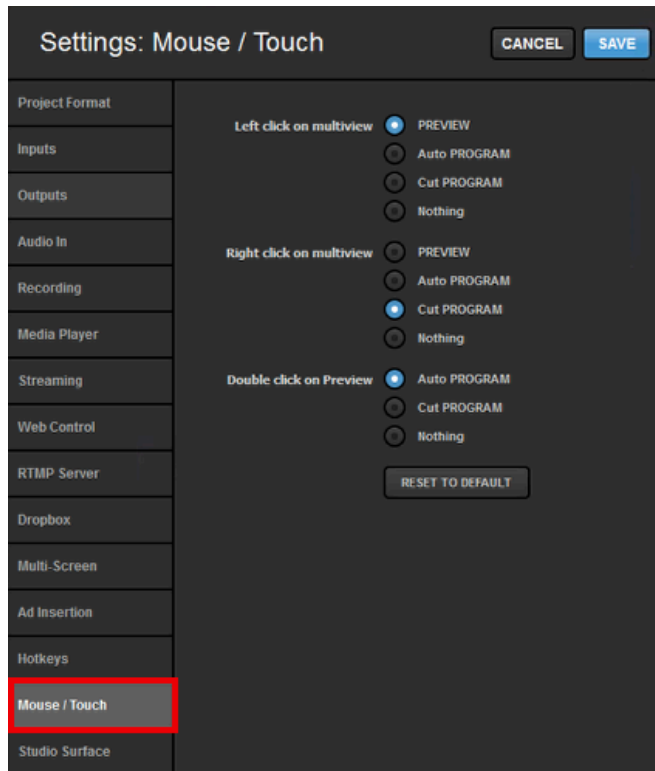 Settings: Mouse / Touch
CANCEL
SAVE
Project Format
Inputs
Outputs
Audio In
Recording
Media Player
Streaming
Web Control
RTMP Server
Dropbox
Multi-Screen
Ad Insertion
Hotkeys
Mouse / Touch
Studio Surface
Left click on multiview
PREVIEW
Auto PROGRAM
Cut PROGRAM
Nothing
Right click on multiview
PREVIEW
Auto PROGRAM
Cut PROGRAM
Nothing
Double click on Preview
Auto PROGRAM
Cut PROGRAM
Nothing
RESET TO DEFAULT